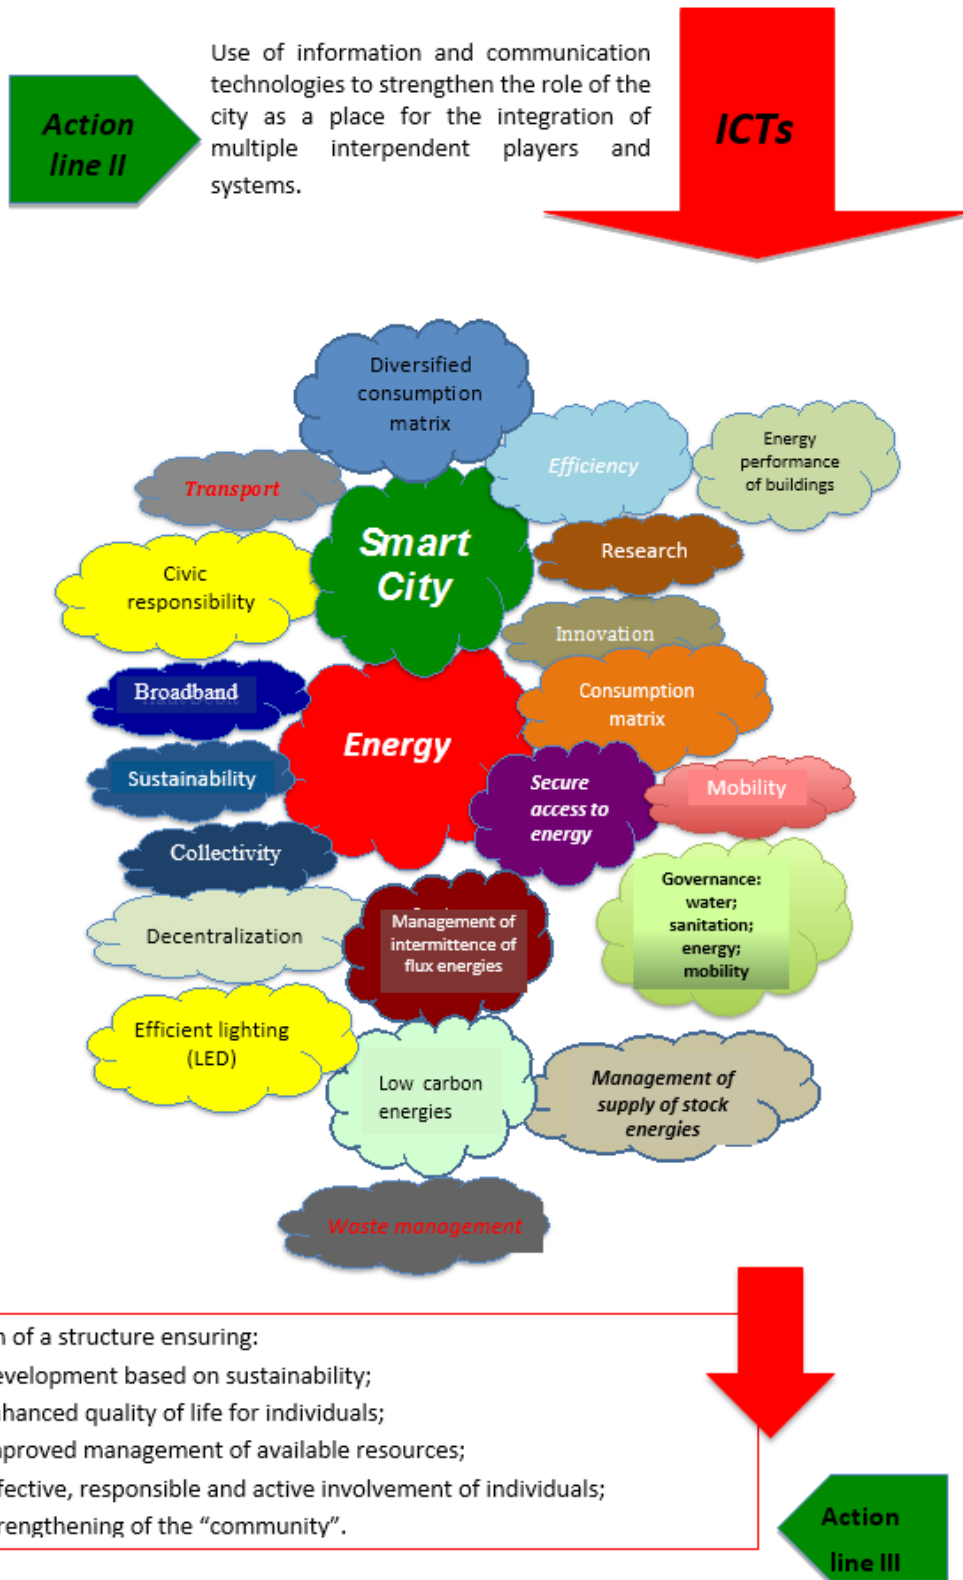 Use of information and communication
technologies to strengthen the role of the
city as a place for the integration of
multiple interpendent players and
systems.
Action
line II
ICTs
Diversified
consumption
matrix
Efficiency
Energy
performance
of buildings
Transport
Smart
City
Research
Civic
responsibility
Innovation
Broadband
Energy
Consumption
matrix
Sustainability
Secure
access to
energy
Mobility
Collectivity
Governance:
water;
sanitation;
energy;
mobility
Decentralization
Management of
intermittence of
flux energies
Efficient lighting
(LED)
Low carbon
energies
Management of
supply of stock
energies
Waste management
of a structure ensuring:
evelopment based on sustainability;
hanced quality of life for individuals;
proved management of available resources;
fective, responsible and active involvement of individuals;
rengthening of the “community”.
Action
line III